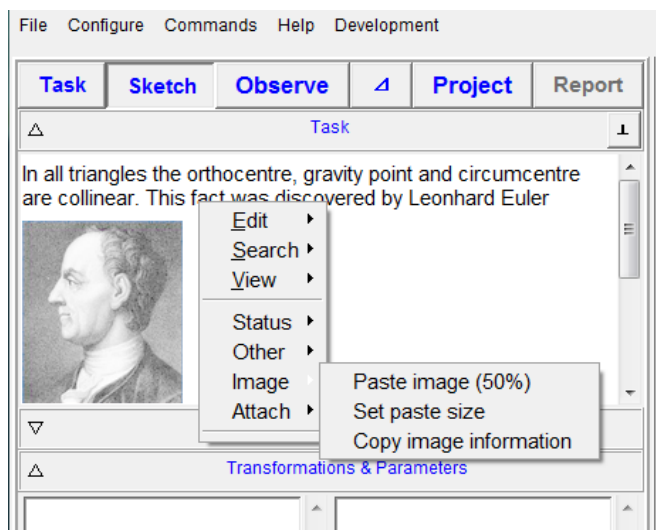 File Configure Commands Help Development
Task Sketch Observe ⊿ Project Report
Task
In all triangles the orthocentre, gravity point and circumcentre
are collinear. This fact was discovered by Leonhard Euler
Edit
Search
View
Status
Other
Image
Attach
Paste image (50%)
Set paste size
Copy image information
Transformations & Parameters